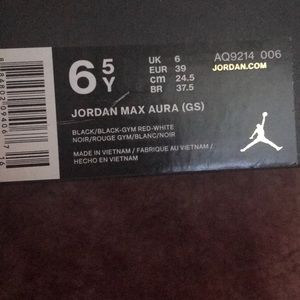 6 5 Y
UK 6
EUR 39
cm 24.5
BR 37.5
AQ9214 006
JORDAN.COM
JORDAN MAX AURA (GS)
BLACK/BLACK-GYM RED-WHITE
NOIR/ROUGE GYM/BLANC/NOIR
MADE IN VIETNAM / FABRIQUE AU VIETNAM /
HECHO EN VIETNAM